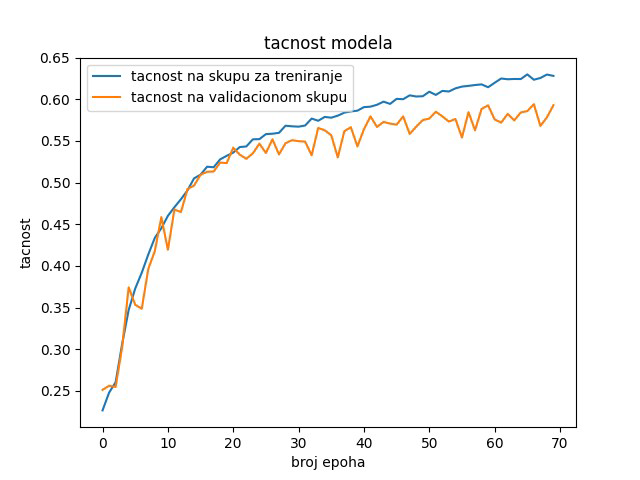 tacnost modela
tacnost na skupu za treniranje
tacnost na validacionom skupu
tacnost
0.65
0.60
0.55
0.50
0.45
0.40
0.35
0.30
0.25
0 10 20 30 40 50 60 70
broj epoha